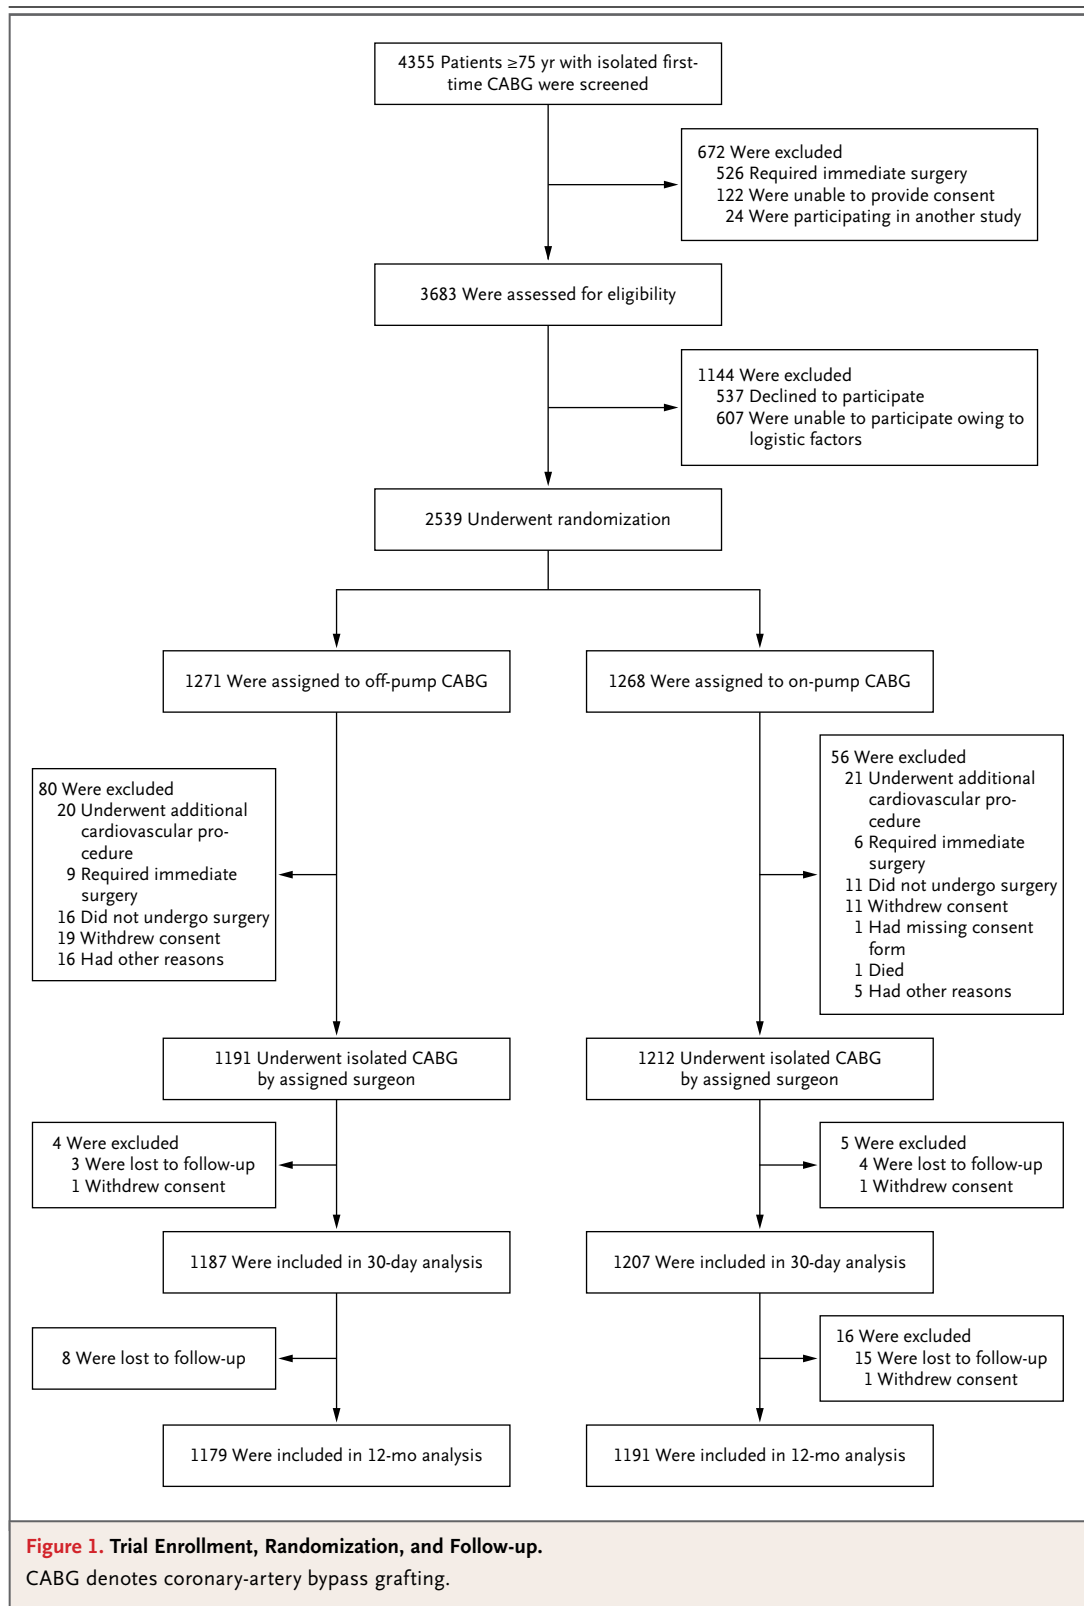 4355 Patients ≥75 yr with isolated first-
time CABG were screened
672 Were excluded
526 Required immediate surgery
122 Were unable to provide consent
24 Were participating in another study
3683 Were assessed for eligibility
1144 Were excluded
537 Declined to participate
607 Were unable to participate owing to
logistic factors
2539 Underwent randomization
1271 Were assigned to off-pump CABG
1268 Were assigned to on-pump CABG
80 Were excluded
20 Underwent additional
cardiovascular pro-
cedure
9 Required immediate
surgery
16 Did not undergo surgery
19 Withdrew consent
16 Had other reasons
56 Were excluded
21 Underwent additional
cardiovascular pro-
cedure
6 Required immediate
surgery
11 Did not undergo surgery
11 Withdrew consent
1 Had missing consent
form
1 Died
5 Had other reasons
1191 Underwent isolated CABG
by assigned surgeon
1212 Underwent isolated CABG
by assigned surgeon
4 Were excluded
3 Were lost to follow-up
1 Withdrew consent
5 Were excluded
4 Were lost to follow-up
1 Withdrew consent
1187 Were included in 30-day analysis
1207 Were included in 30-day analysis
8 Were lost to follow-up
16 Were excluded
15 Were lost to follow-up
1 Withdrew consent
1179 Were included in 12-mo analysis
1191 Were included in 12-mo analysis
Figure 1. Trial Enrollment, Randomization, and Follow-up.
CABG denotes coronary-artery bypass grafting.